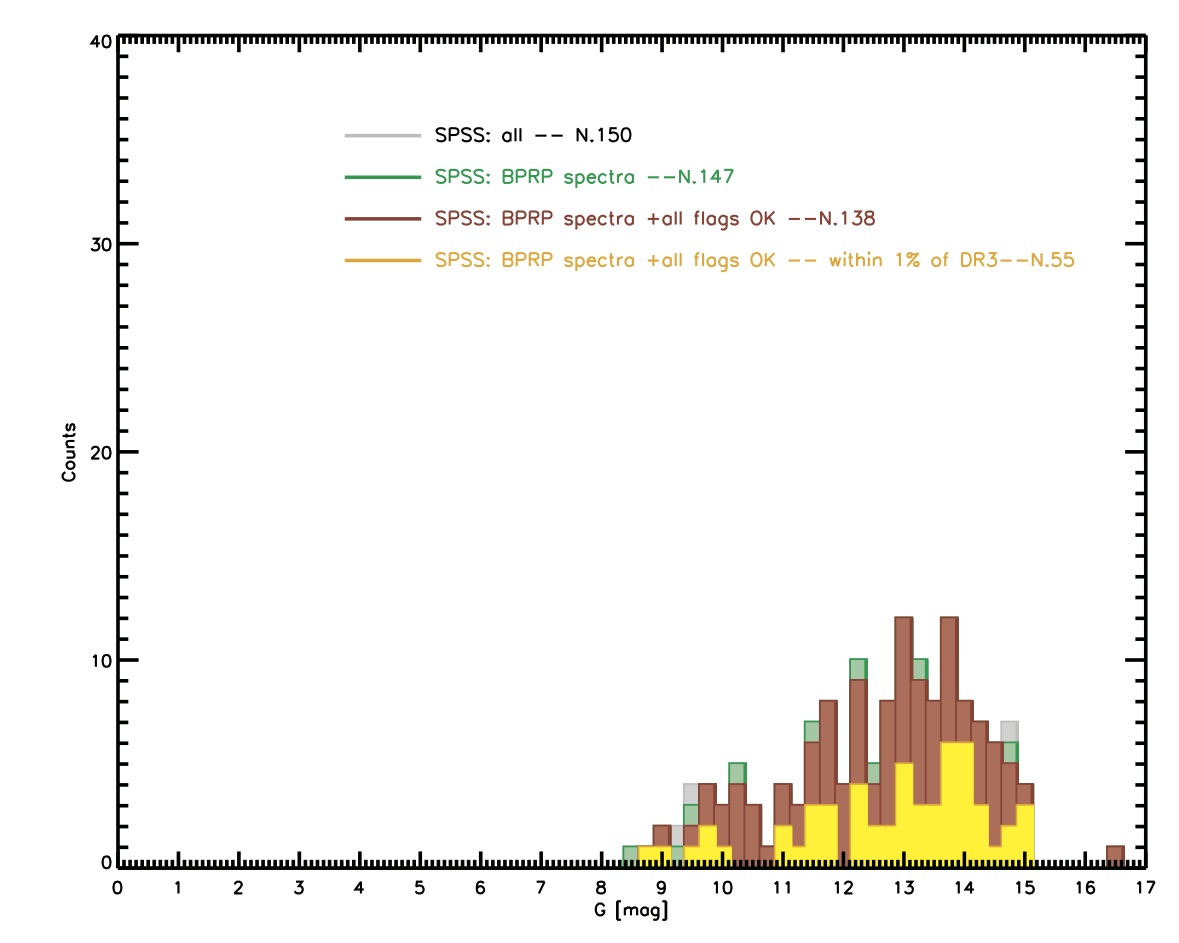 40
SPSS: all -- N.150
SPSS: BPRP spectra --N.147
SPSS: BPRP spectra +all flags OK --N.138
30
SPSS: BPRP spectra +all flags OK -- within 1% of DR3--N.55
Counts
20
10
0
0 1 2 3 4 5 6 7 8 9 10 11 12 13 14 15 16 17
G [mag]